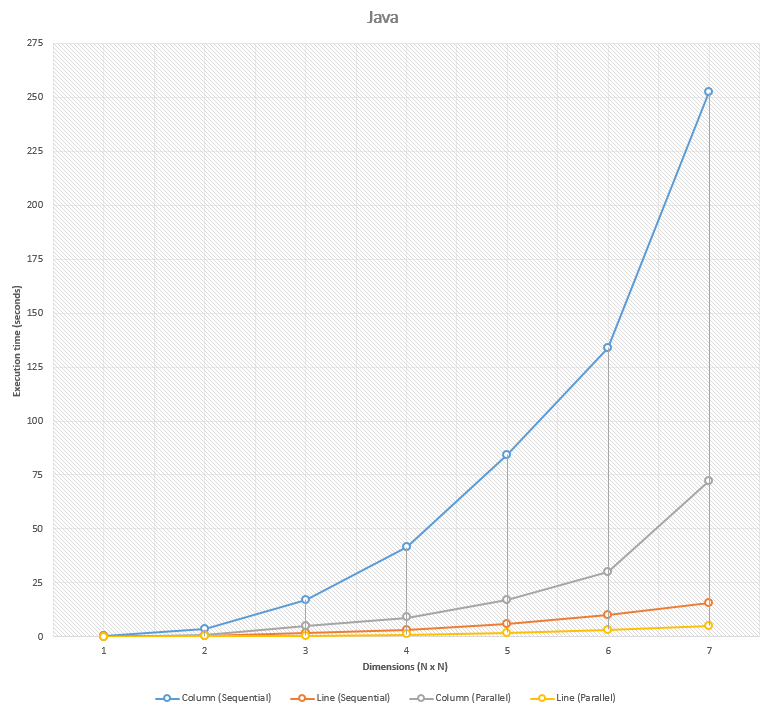 Java
275
250
225
200
175
150
125
100
75
50
25
0
Execution time (seconds)
1 2 3 4 5 6 7
Dimensions (N x N)
Column (Sequential) Line (Sequential) Column (Parallel) Line (Parallel)